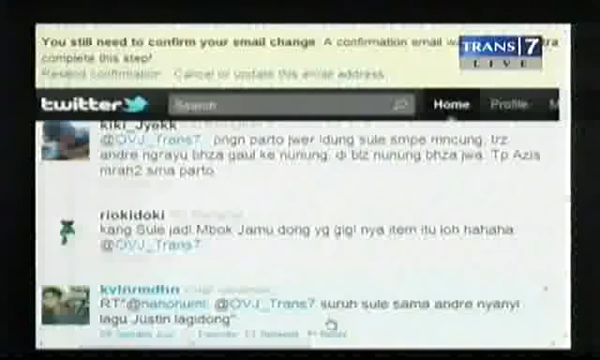 You still need to confirm your email change. A confirmation email
TRANS|7
LIVE
complete this step!
Resend confirmation Cancel or update this email address
twitter Search Home Profile M
kiki_Jyekk
@OVJ_Trans7 pngn parto jwer idung sule smpe mncung, trz
andre ngrayu bhza gaul ke nunung, di blz nunung bhza jwa. Tp Azis
mrah2 sma parto
riokidoki
kang Sule jadi Mbok Jamu dong yg gigi nya item itu loh hahaha
@OVJ_Trans7
kvlnrmdhn
RT"@nanonumi: @OVJ_Trans7 suruh sule sama andre nyanyi
lagu Justin lagidong"